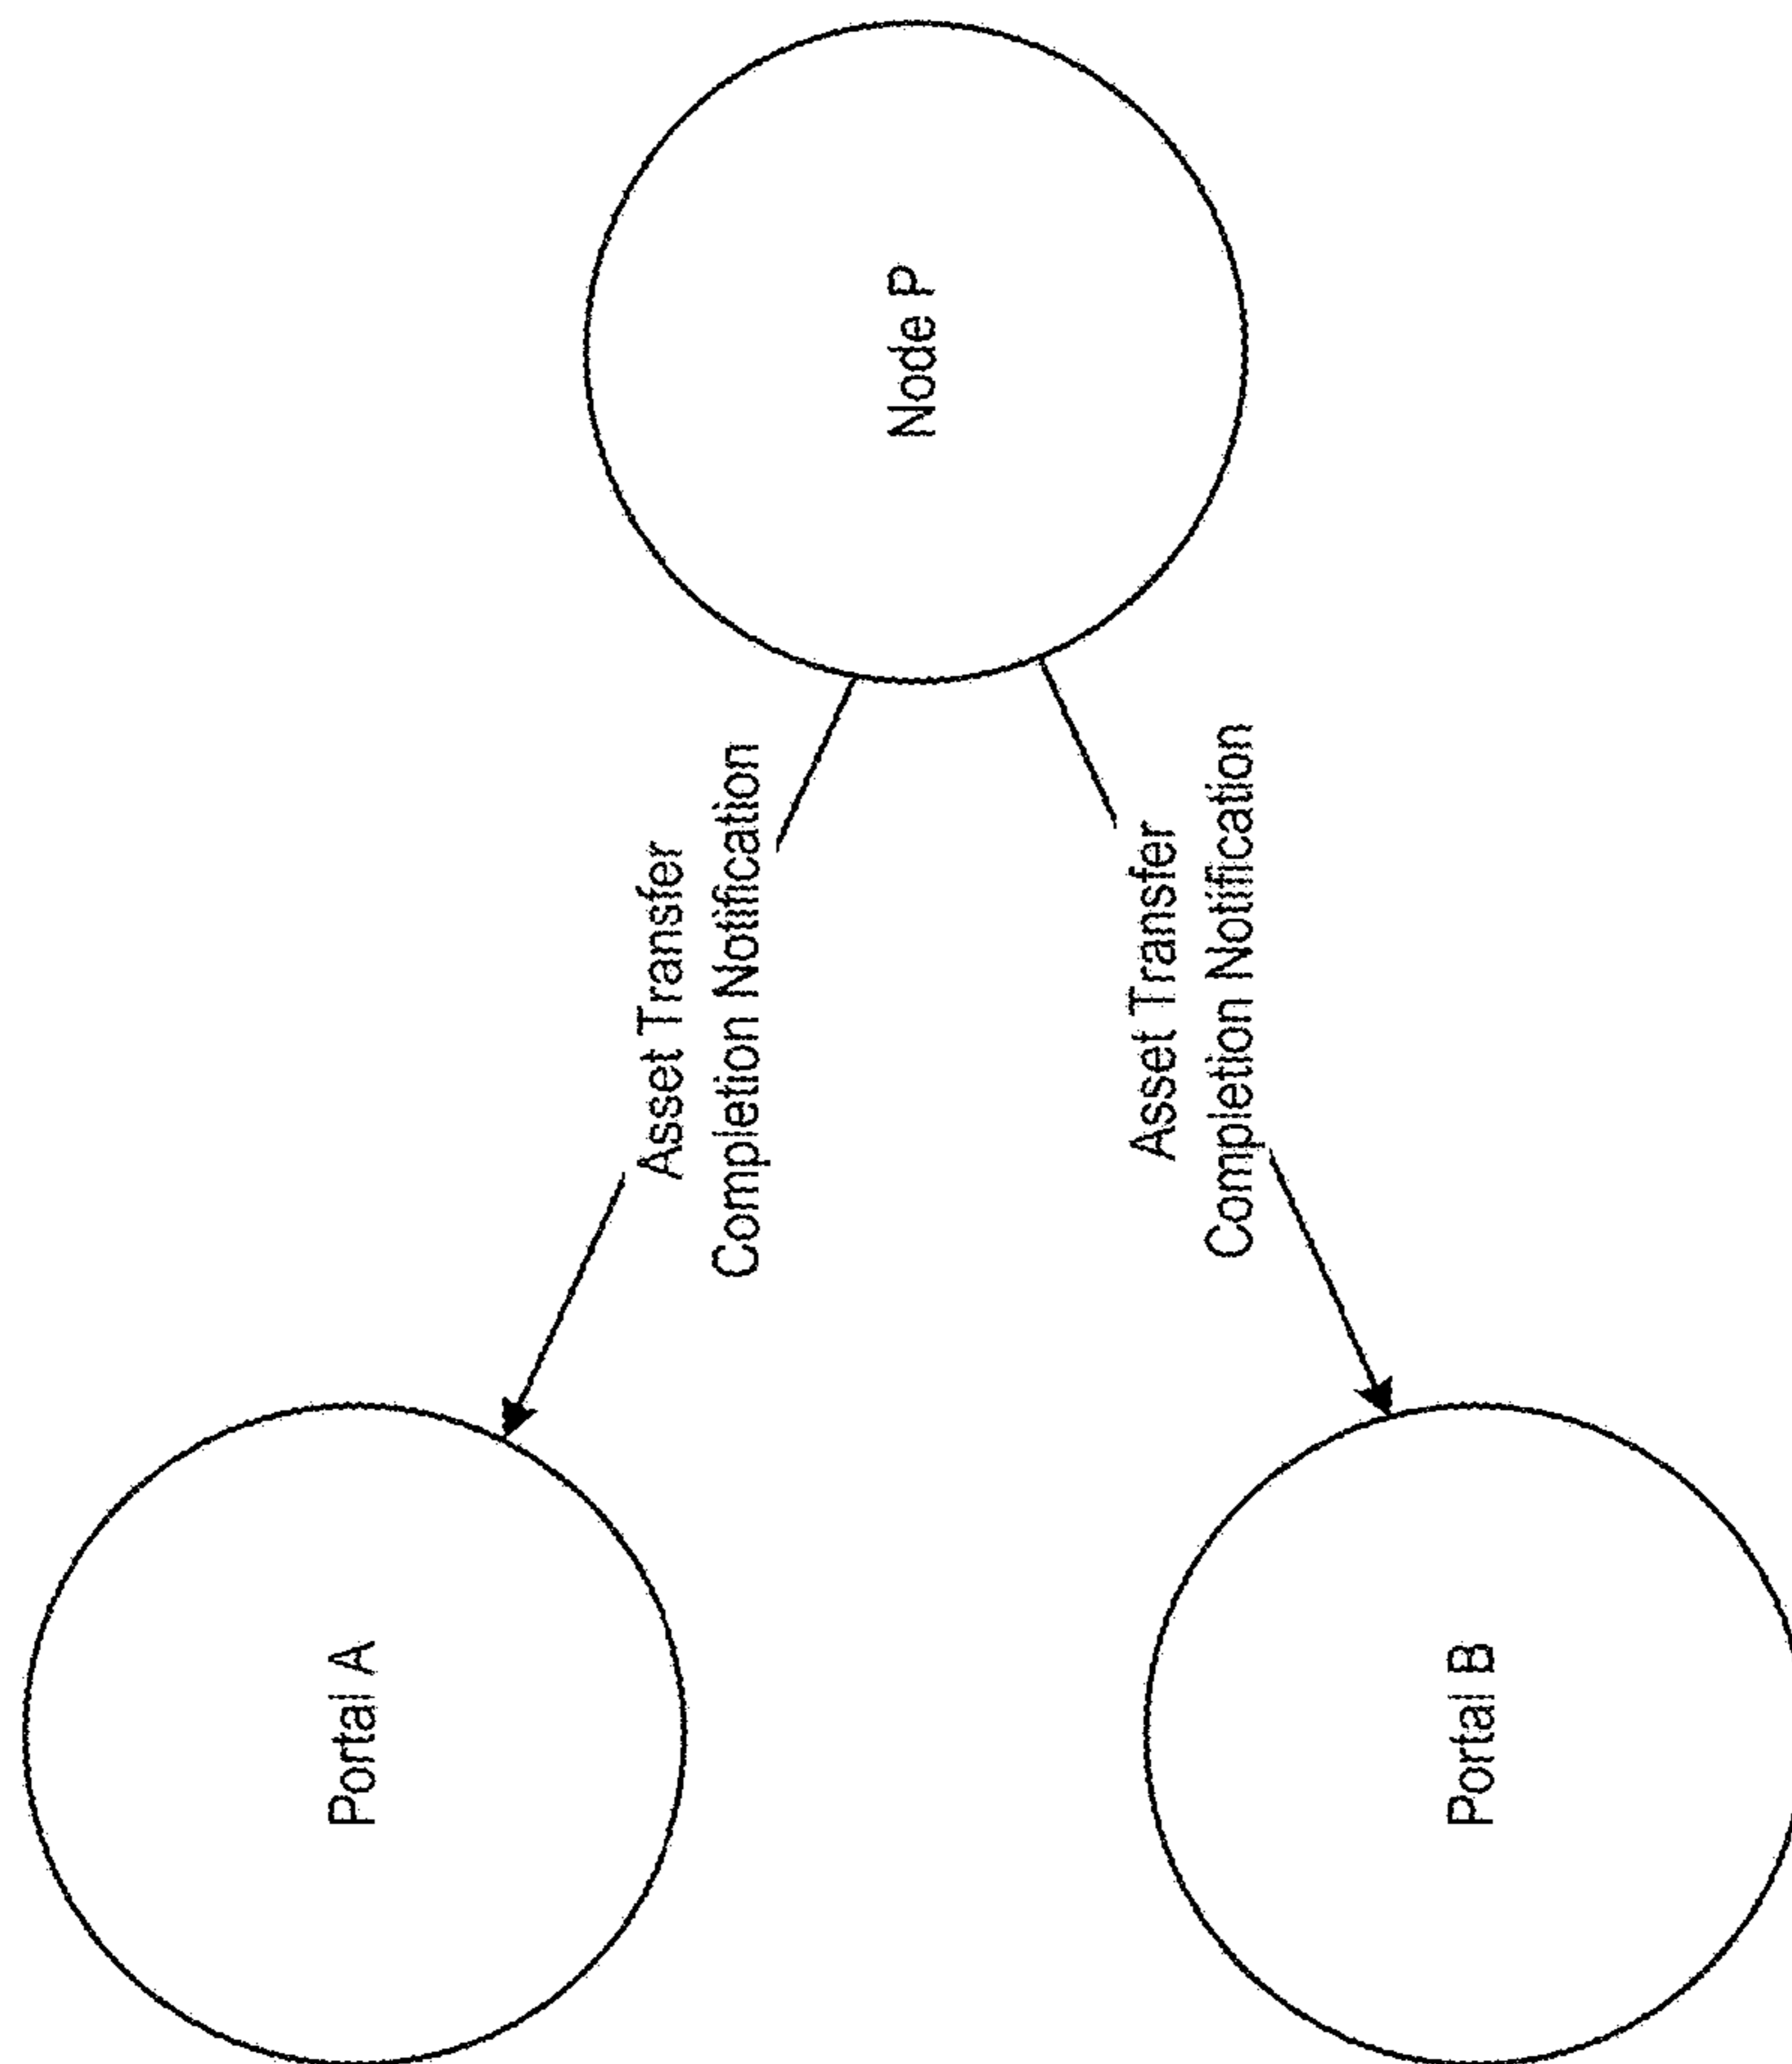 Portal A
Asset Transfer
Completion Notification
Node P
Asset Transfer
Completion Notification
Portal B